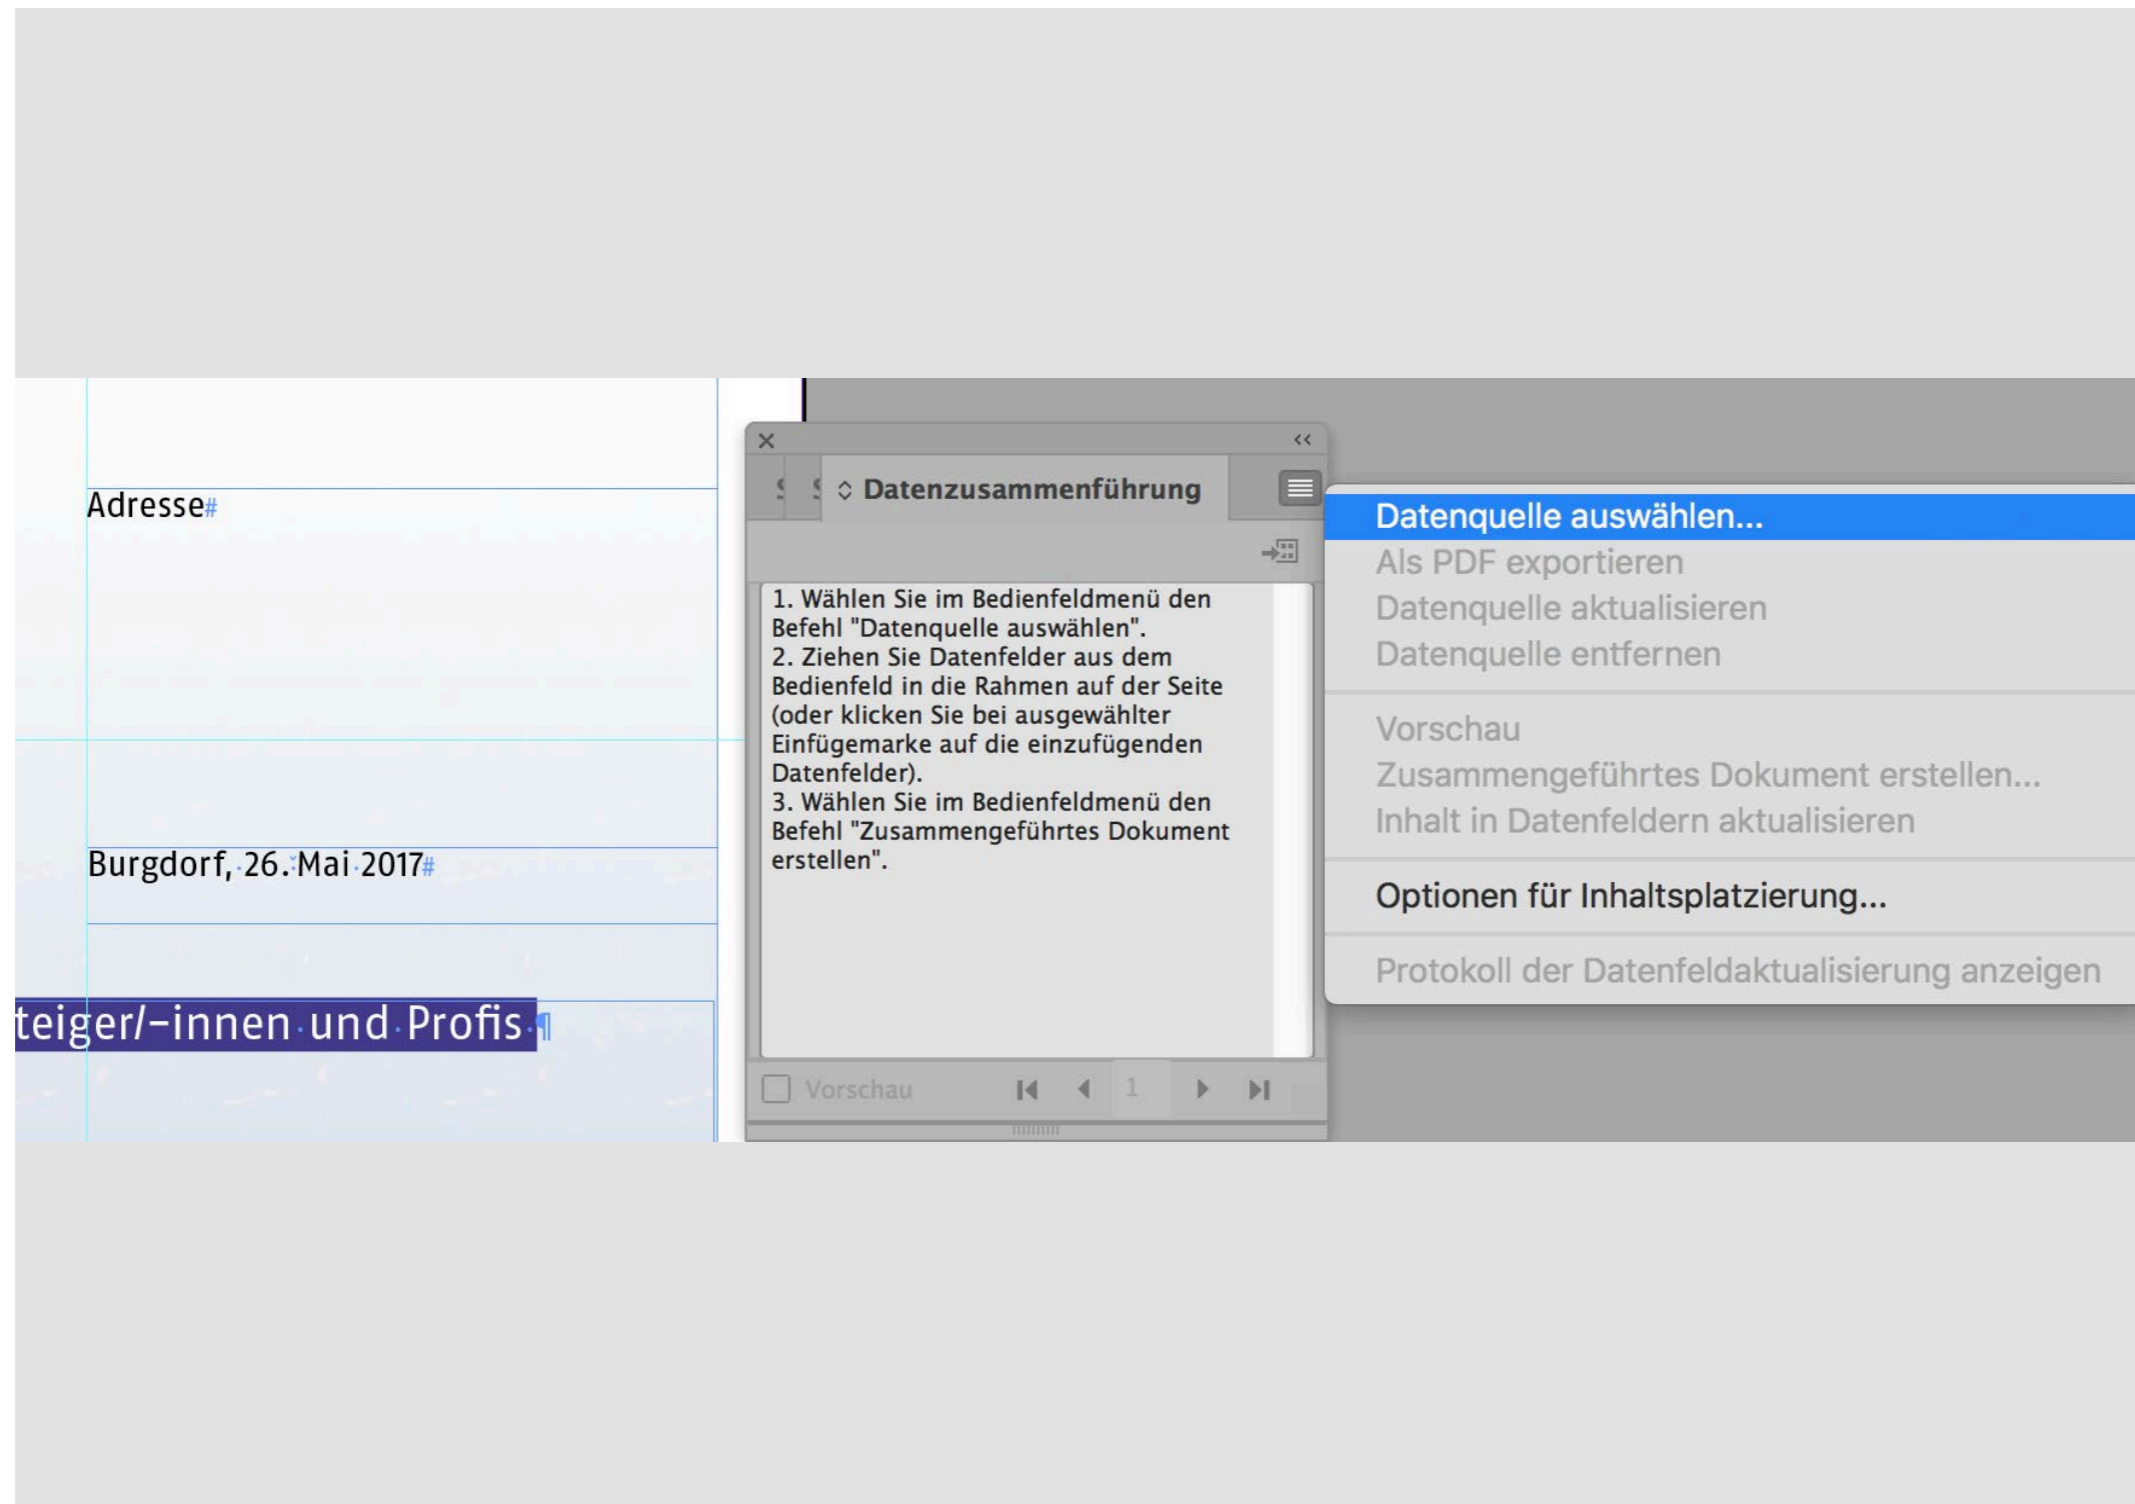 Adresse#
Burgdorf, 26. Mai 2017#
teiger/-innen und Profis ¶
Datenzusammenführung
1. Wählen Sie im Bedienfeldmenü den
Befehl "Datenquelle auswählen".
2. Ziehen Sie Datenfelder aus dem
Bedienfeld in die Rahmen auf der Seite
(oder klicken Sie bei ausgewählter
Einfügemarke auf die einzufügenden
Datenfelder).
3. Wählen Sie im Bedienfeldmenü den
Befehl "Zusammengeführtes Dokument
erstellen".
Vorschau 1
Datenquelle auswählen...
Als PDF exportieren
Datenquelle aktualisieren
Datenquelle entfernen
Vorschau
Zusammengeführtes Dokument erstellen...
Inhalt in Datenfeldern aktualisieren
Optionen für Inhaltsplatzierung...
Protokoll der Datenfeldaktualisierung anzeigen